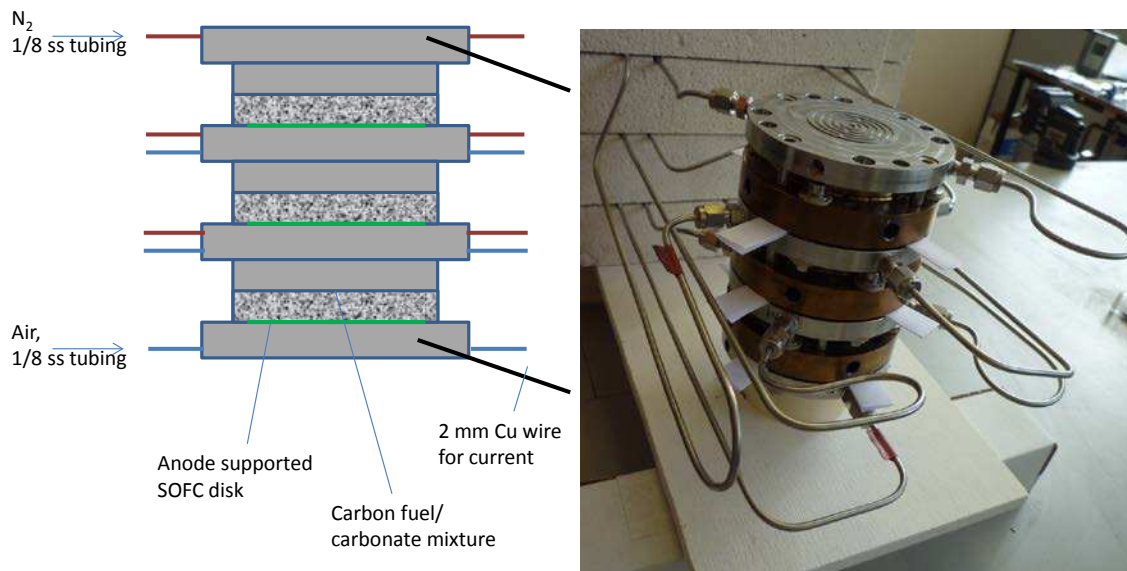 N2
1/8 ss tubing
Air,
1/8 ss tubing
2 mm Cu wire
for current
Anode supported
SOFC disk
Carbon fuel/
carbonate mixture